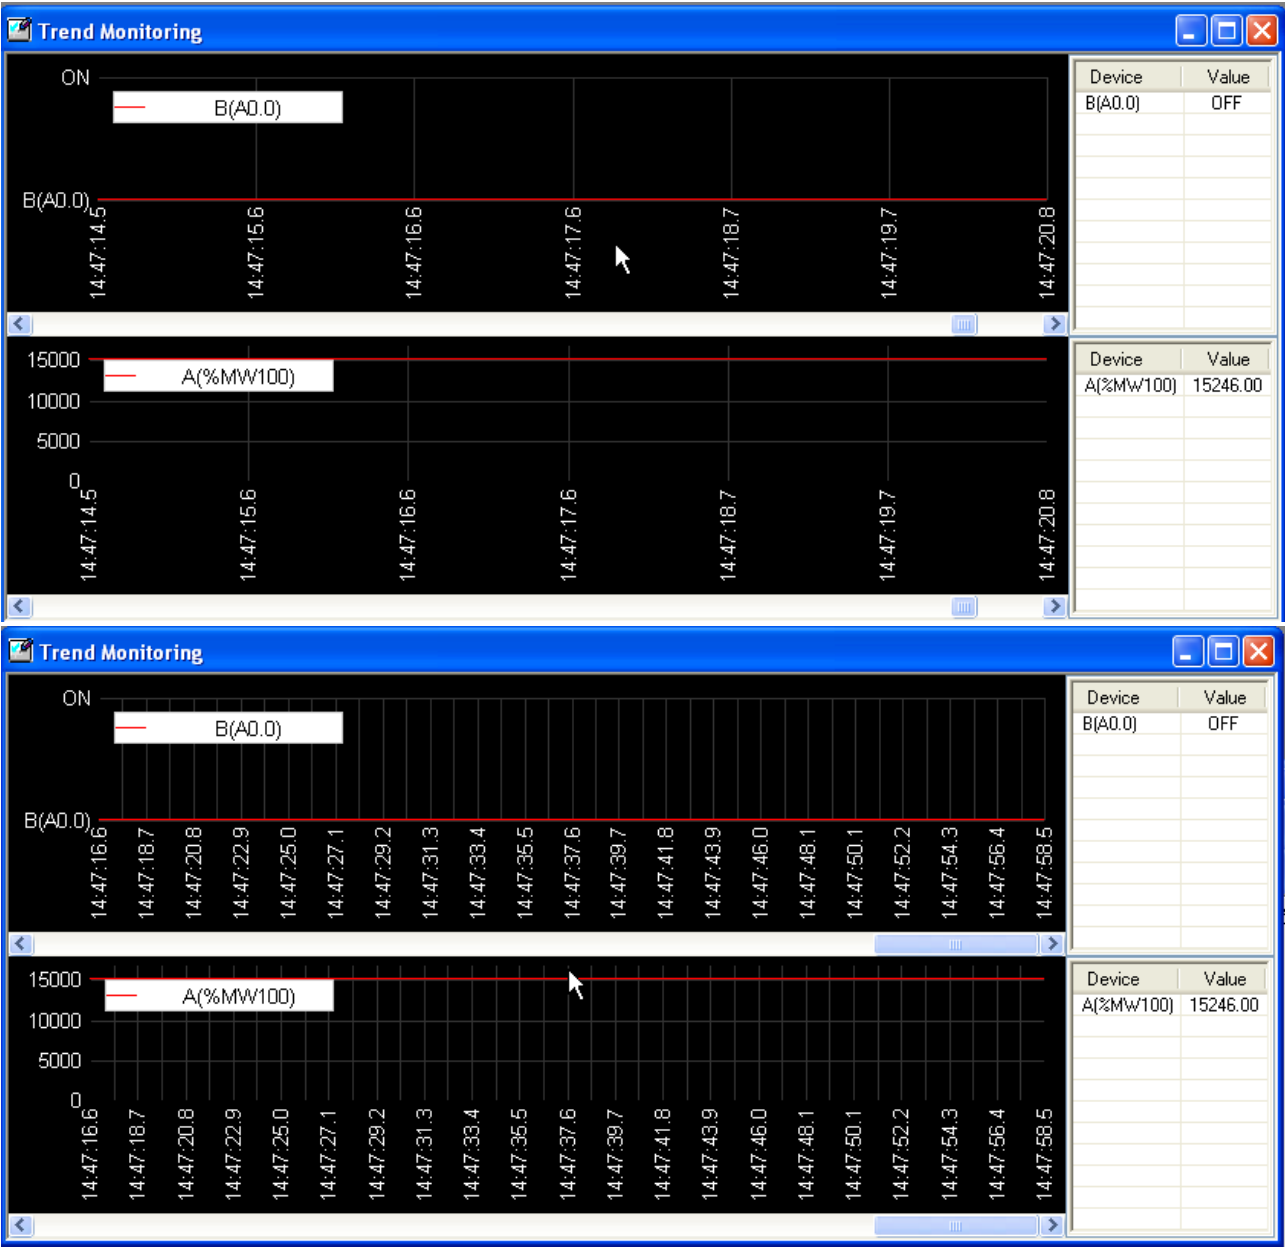 Trend Monitoring
ON
B(A0.0)
B(A0.0)
14:47:14.5 14:47:15.6 14:47:16.6 14:47:17.6 14:47:18.7 14:47:19.7 14:47:20.8
Device Value
B(A0.0) OFF
15000
A(%MW100)
10000
5000
0
14:47:14.5 14:47:15.6 14:47:16.6 14:47:17.6 14:47:18.7 14:47:19.7 14:47:20.8
Device Value
A(%MW100) 15246.00
Trend Monitoring
ON
B(A0.0)
B(A0.0)
14:47:16.6 14:47:18.7 14:47:20.8 14:47:22.9 14:47:25.0 14:47:27.1 14:47:29.2 14:47:31.3 14:47:33.4 14:47:35.5 14:47:37.6 14:47:39.7 14:47:41.8 14:47:43.9 14:47:46.0 14:47:48.1 14:47:50.1 14:47:52.2 14:47:54.3 14:47:56.4 14:47:58.5
Device Value
B(A0.0) OFF
15000
A(%MW100)
10000
5000
0
14:47:16.6 14:47:18.7 14:47:20.8 14:47:22.9 14:47:25.0 14:47:27.1 14:47:29.2 14:47:31.3 14:47:33.4 14:47:35.5 14:47:37.6 14:47:39.7 14:47:41.8 14:47:43.9 14:47:46.0 14:47:48.1 14:47:50.1 14:47:52.2 14:47:54.3 14:47:56.4 14:47:58.5
Device Value
A(%MW100) 15246.00